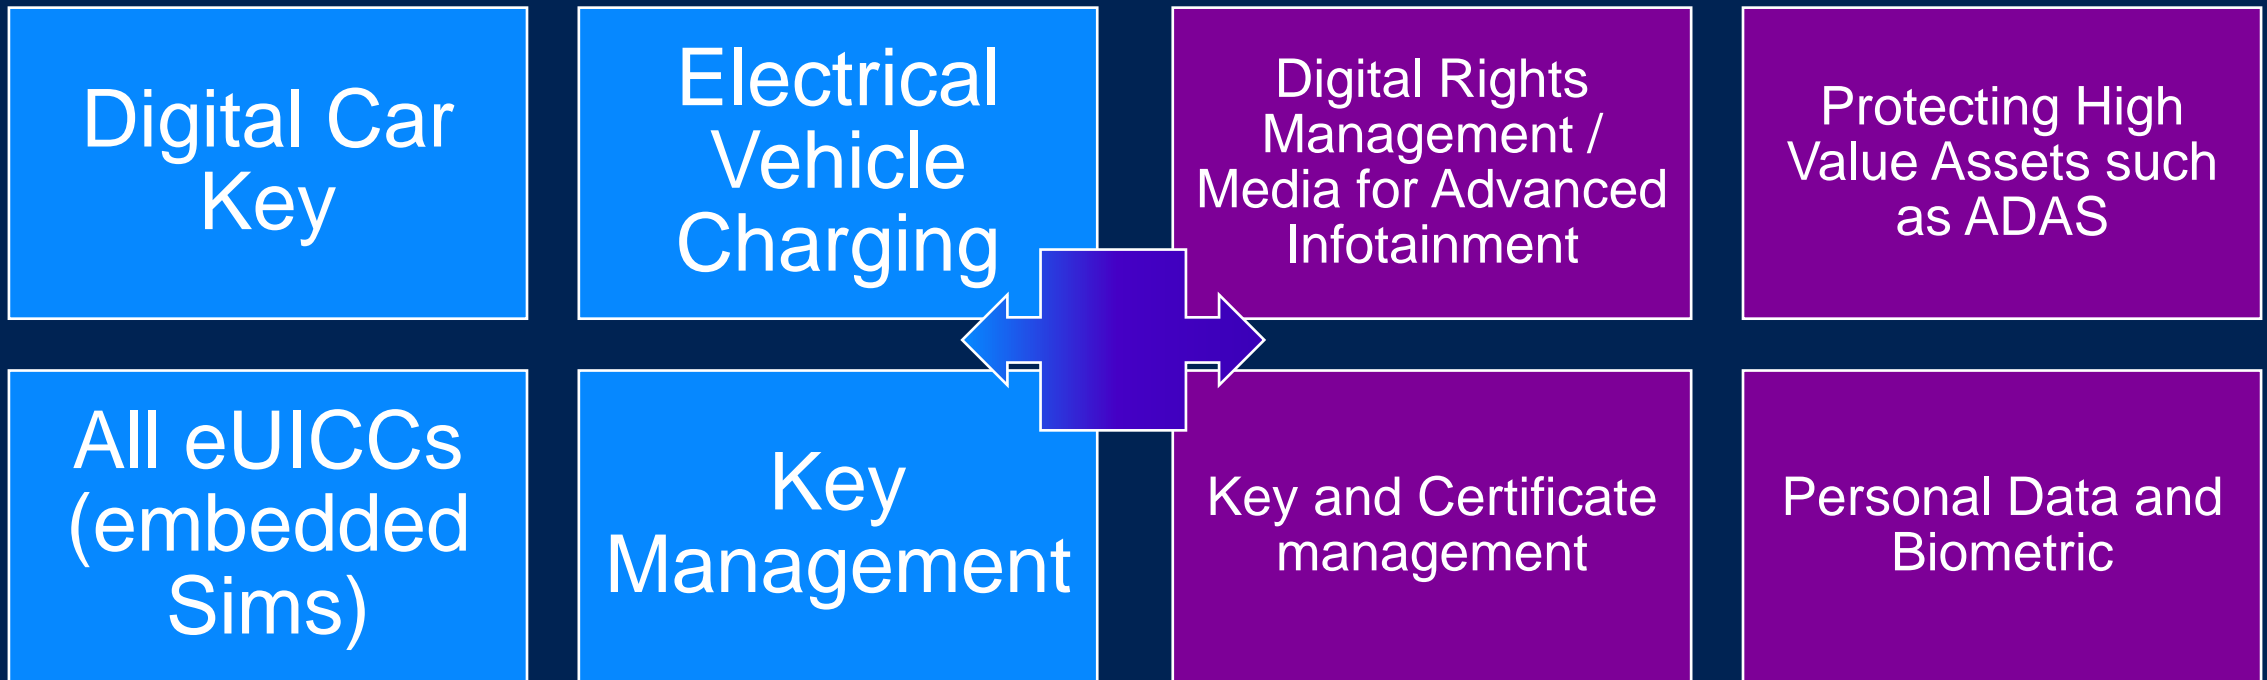 Digital Car
Key
Electrical
Vehicle
Charging
Digital Rights
Management /
Media for Advanced
Infotainment
Protecting High
Value Assets such
as ADAS
All eUICCs
(embedded
Sims)
Key
Management
Key and Certificate
management
Personal Data and
Biometric